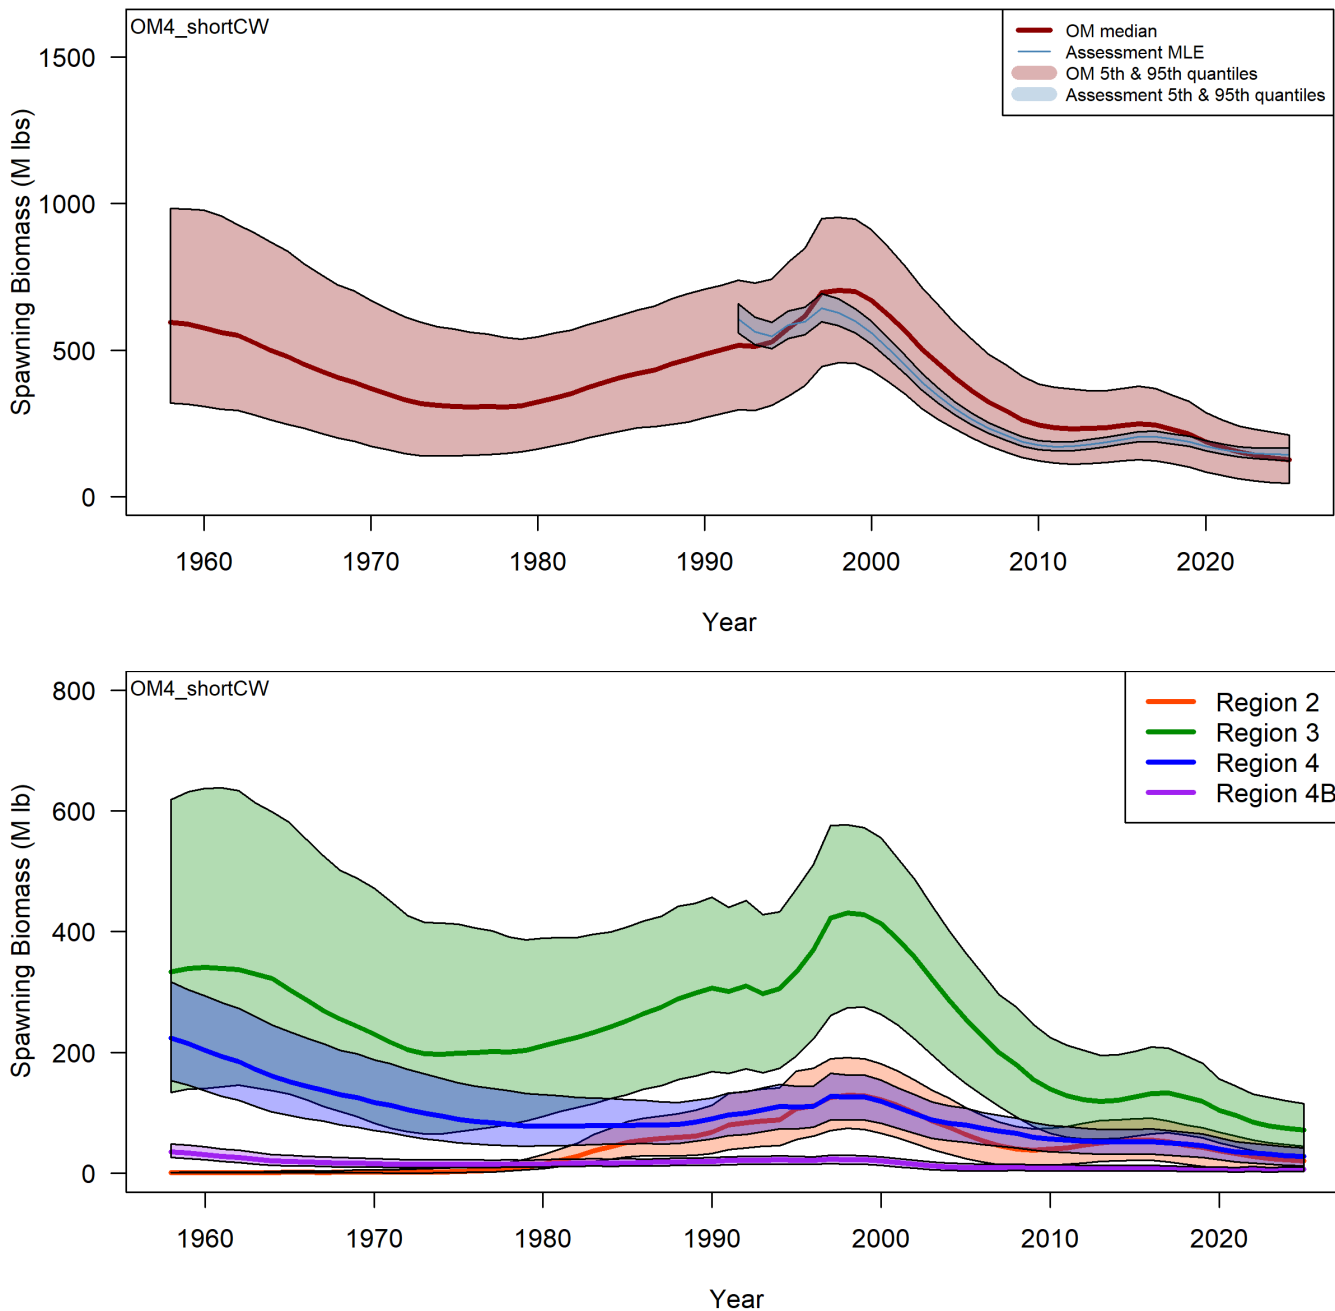 OM4_shortCW
OM median
Assessment MLE
OM 5th & 95th quantiles
Assessment 5th & 95th quantiles
Spawning Biomass (M lbs)
1500
1000
500
0
1960 1970 1980 1990 2000 2010 2020
Year
OM4_shortCW
Region 2
Region 3
Region 4
Region 4B
Spawning Biomass (M lb)
800
600
400
200
0
1960 1970 1980 1990 2000 2010 2020
Year